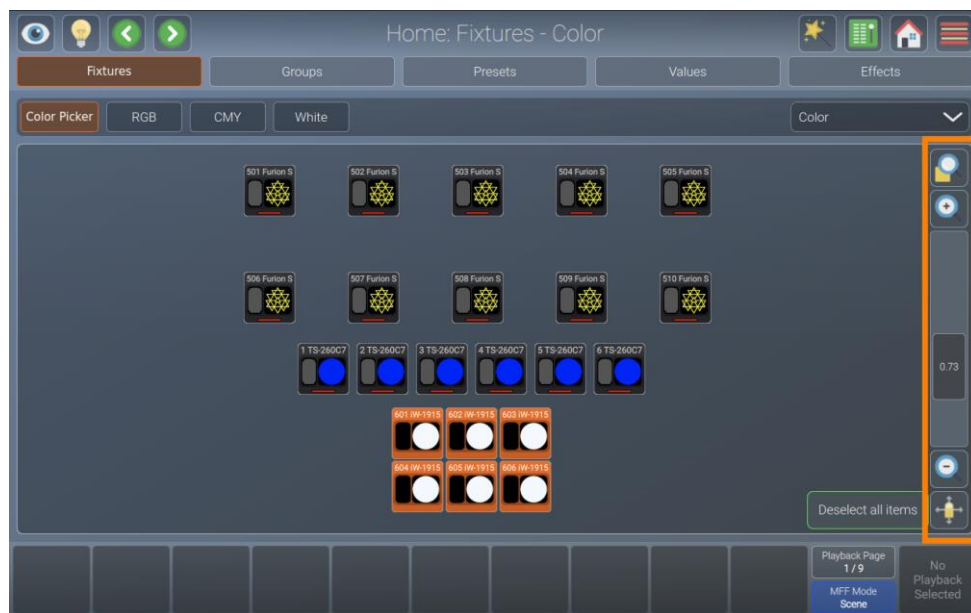 Home: Fixtures - Color
Fixtures
Groups
Presets
Values
Effects
Color Picker
RGB
CMY
White
Color
501 Furion S
502 Furion S
503 Furion S
504 Furion S
505 Furion S
506 Furion S
507 Furion S
508 Furion S
509 Furion S
510 Furion S
1 TS-260C7
2 TS-260C7
3 TS-260C7
4 TS-260C7
5 TS-260C7
6 TS-260C7
0.73
601 iW-1915
602 iW-1915
603 iW-1915
604 iW-1915
605 iW-1915
606 iW-1915
Deselect all items
Playback Page
1 / 9
MFF Mode
Scene
No
Playback
Selected